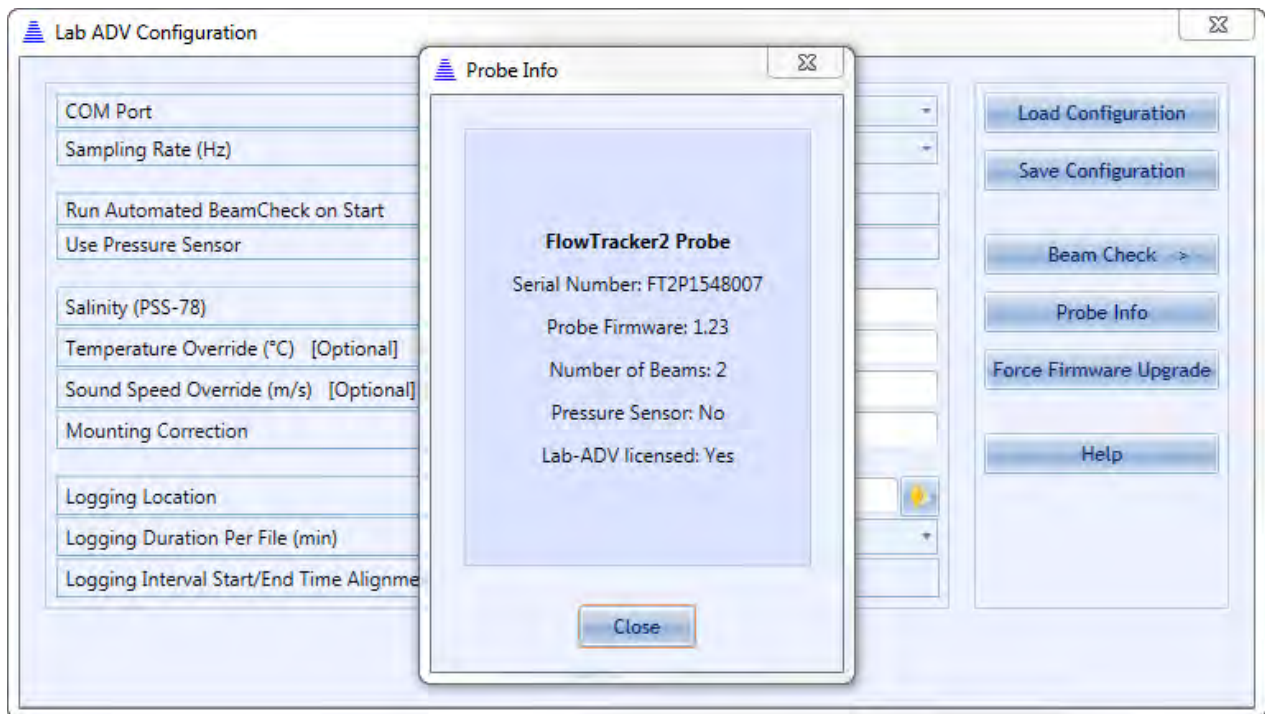 Lab ADV Configuration
COM Port
Sampling Rate (Hz)
Run Automated BeamCheck on Start
Use Pressure Sensor
Salinity (PSS-78)
Temperature Override (°C) [Optional]
Sound Speed Override (m/s) [Optional]
Mounting Correction
Logging Location
Logging Duration Per File (min)
Logging Interval Start/End Time Alignme
Probe Info
FlowTracker2 Probe
Serial Number: FT2P1548007
Probe Firmware: 1.23
Number of Beams: 2
Pressure Sensor: No
Lab-ADV licensed: Yes
Close
Load Configuration
Save Configuration
Beam Check ->
Probe Info
Force Firmware Upgrade
Help